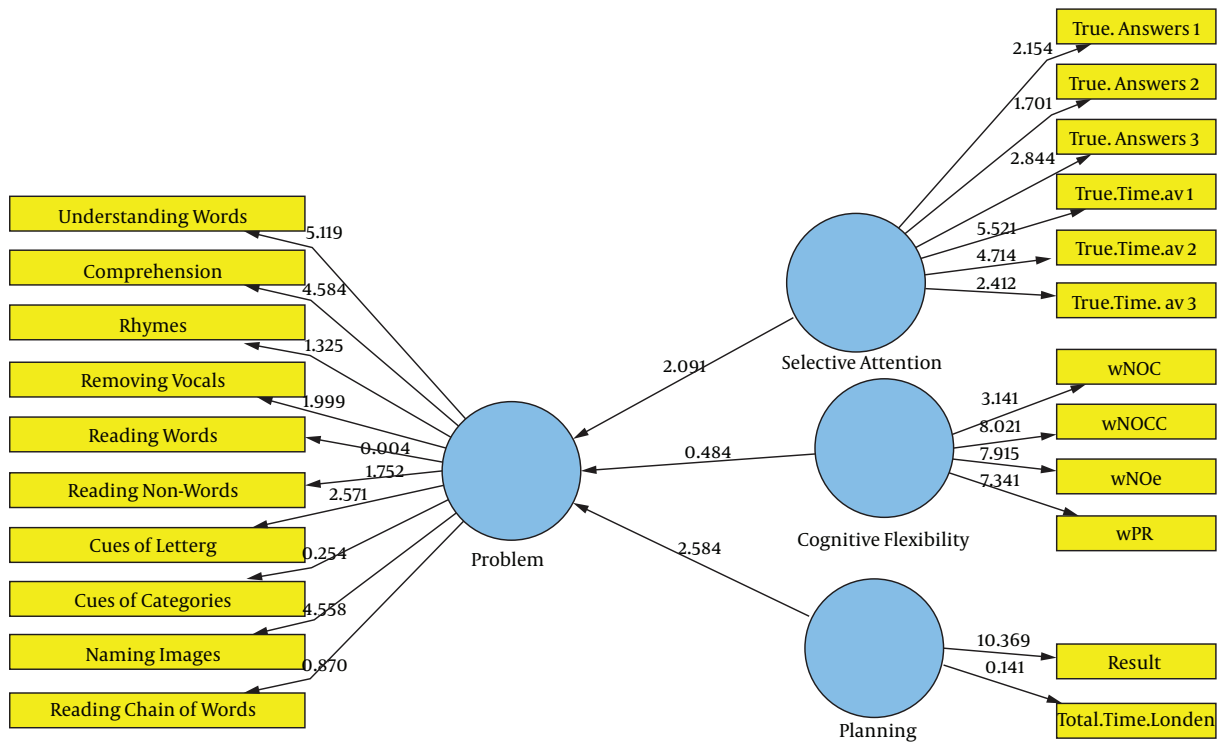 True. Answers 1
2.154
True. Answers 2
1.701
True. Answers 3
2.844
True.Time.av 1
5.521
True.Time.av 2
4.714
True.Time. av 3
2.412
Selective Attention
Understanding Words
5.119
Comprehension
4.584
Rhymes
1.325
Removing Vocals
1.999
Reading Words
0.004
Reading Non-Words
1.752
Cues of Letterg
2.571
Cues of Categories
0.254
Naming Images
4.558
Reading Chain of Words
0.870
Problem
2.091
0.484
2.584
wNOC
3.141
wNOCC
8.021
wNOe
7.915
wPR
7.341
Cognitive Flexibility
Result
10.369
Total.Time.Londen
0.141
Planning